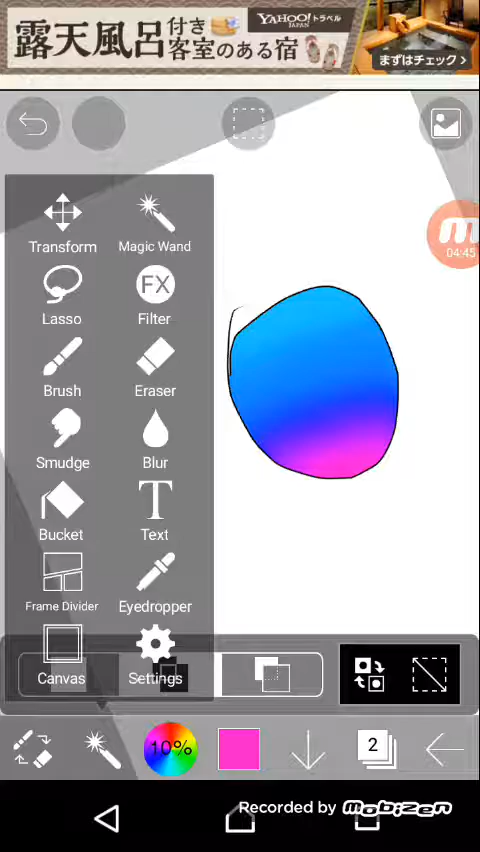 露天風呂付き客室のある宿
YAHOO!トラベル
JAPAN
まずはチェック >
04:45
Transform
Magic Wand
Lasso
FX
Filter
Brush
Eraser
Smudge
Blur
Bucket
T
Text
Frame Divider
Eyedropper
Canvas
Settings
10%
2
Recorded by mobizen